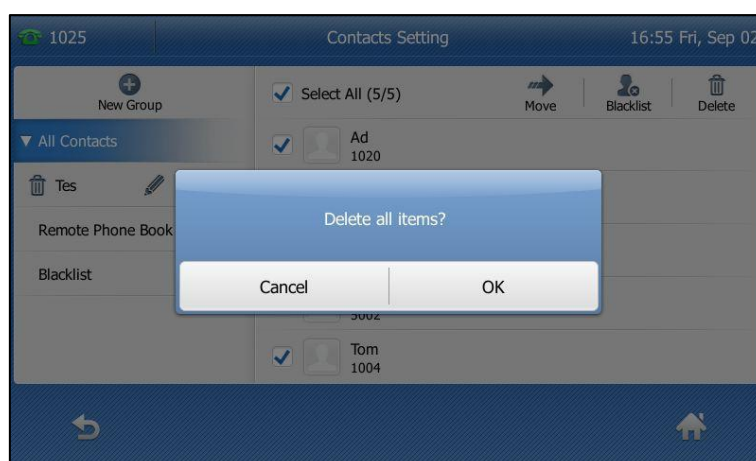 1025
Contacts Setting
16:55 Fri, Sep 02
New Group
Select All (5/5)
Move
Blacklist
Delete
All Contacts
Ad
1020
Tes
Remote Phone Book
Blacklist
Delete all items?
Cancel
OK
Tom
1004